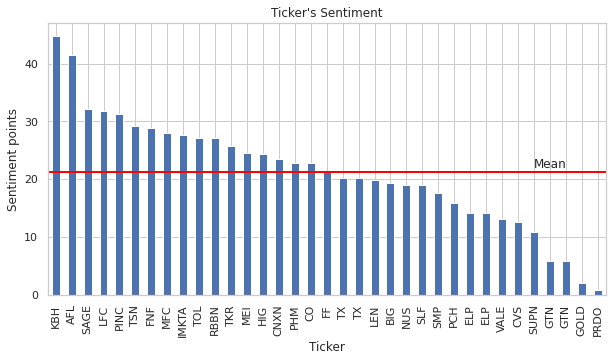 Ticker's Sentiment
Sentiment points
40
30
20
10
0
Mean
KBH AFL SAGE LFC PINC TSN FNF MFC IMKTA TOL RBBN TKR MEI HIG CNXN PHM CO FF TX TX LEN BIG NUS SLF SMP PCH ELP ELP VALE CVS SUPN GTN GTN GOLD PRDO
Ticker